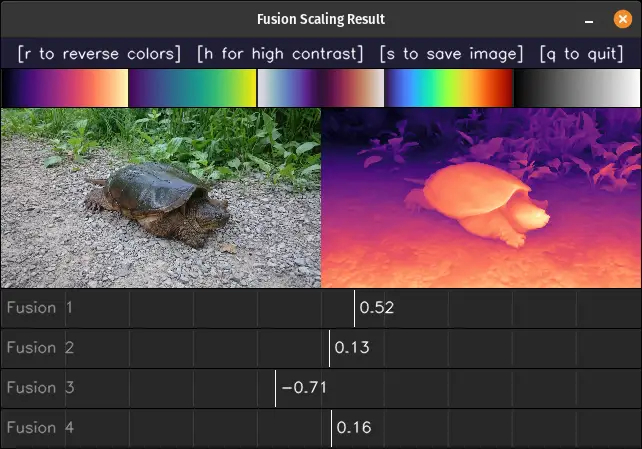 Fusion Scaling Result
[r to reverse colors] [h for high contrast] [s to save image] [q to quit]
Fusion 1 0.52
Fusion 2 0.13
Fusion 3 -0.71
Fusion 4 0.16